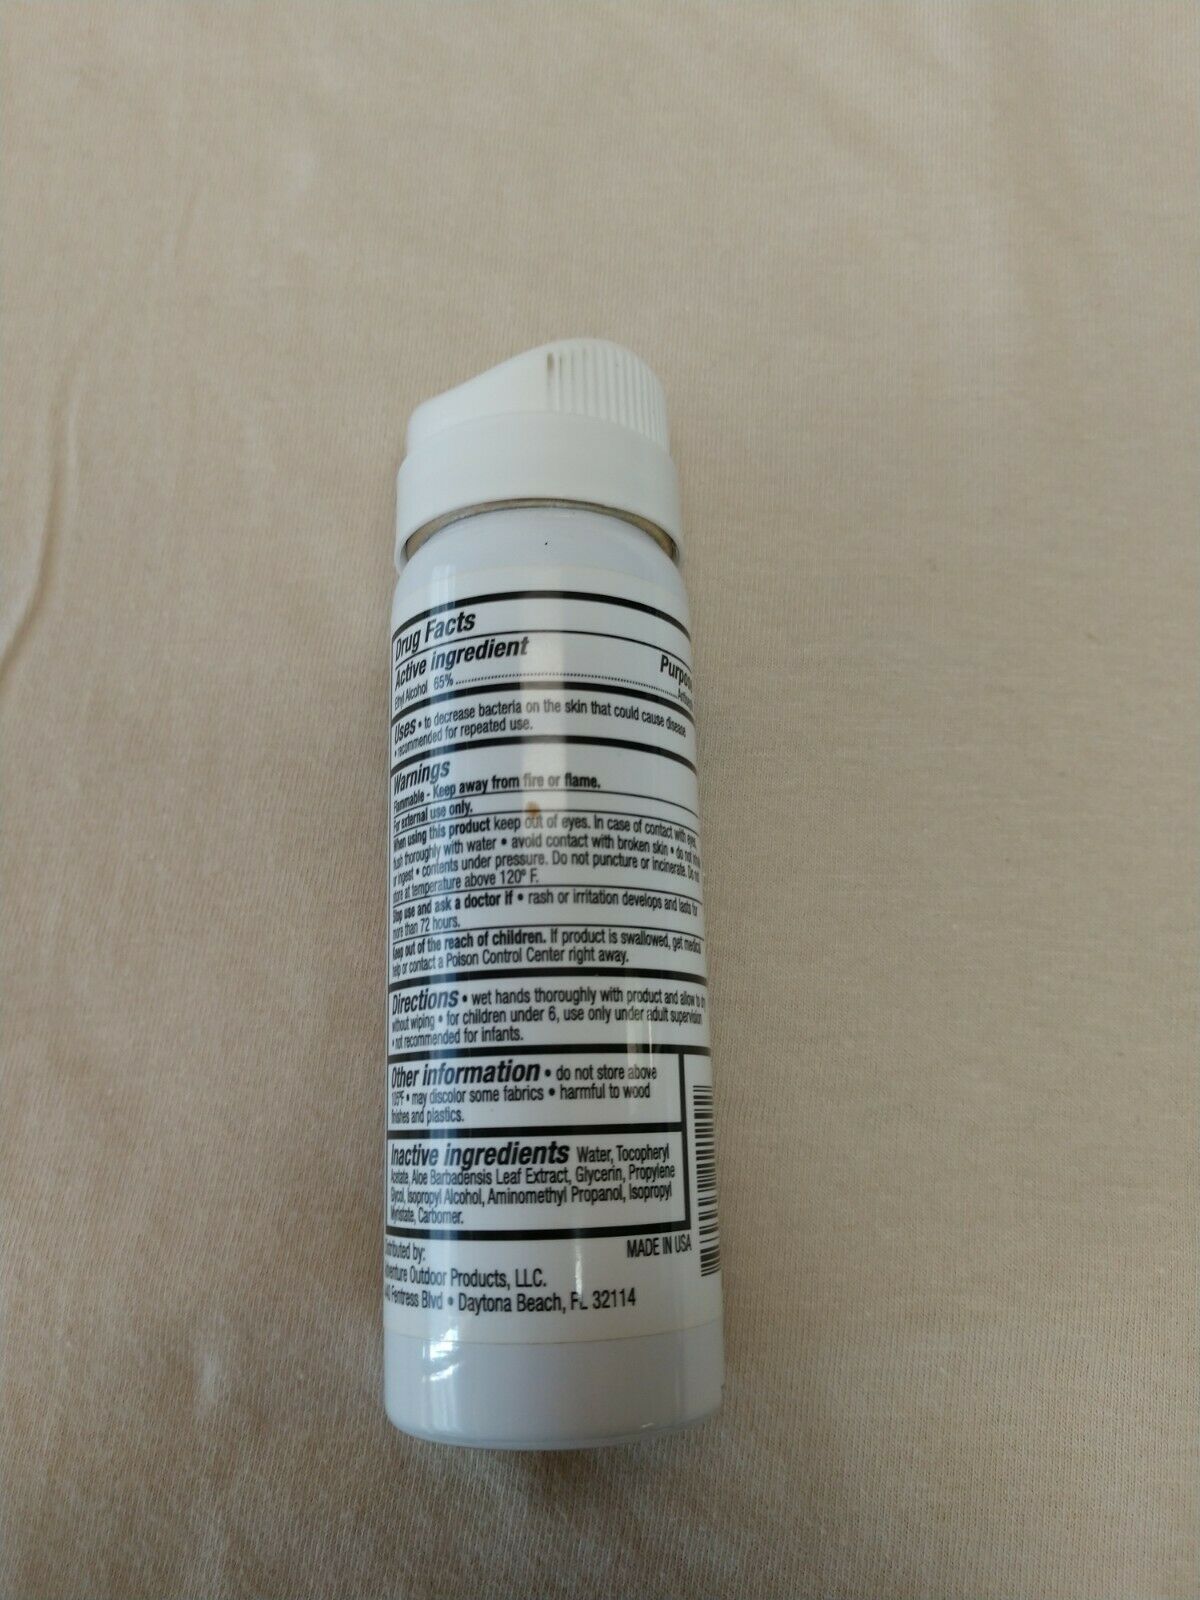 Drug Facts
Active ingredient
Ethyl Alcohol 65%
Uses • to decrease bacteria on the skin that could cause disease
• recommended for repeated use.
Warnings
Flammable - Keep away from fire or flame.
For external use only.
When using this product keep out of eyes. In case of contact with eyes,
flush thoroughly with water • avoid contact with broken skin • do not
or ingest • contents under pressure. Do not puncture or incinerate. Do not
store at temperature above 120° F.
Stop use and ask a doctor if • rash or irritation develops and lasts for
more than 72 hours.
Keep out of the reach of children. If product is swallowed, get medical
help or contact a Poison Control Center right away.
Directions • wet hands thoroughly with product and allow to dry
without wiping • for children under 6, use only under adult supervision
• not recommended for infants.
Other information • do not store above
105°F • may discolor some fabrics • harmful to wood
finishes and plastics.
Inactive ingredients Water, Tocopheryl
Acetate, Aloe Barbadensis Leaf Extract, Glycerin, Propylene
Glycol, Isopropyl Alcohol, Aminomethyl Propanol, Isopropyl
Myristate, Carbomer.
MADE IN USA
Distributed by:
Adventure Outdoor Products, LLC.
Fentress Blvd • Daytona Beach, FL 32114